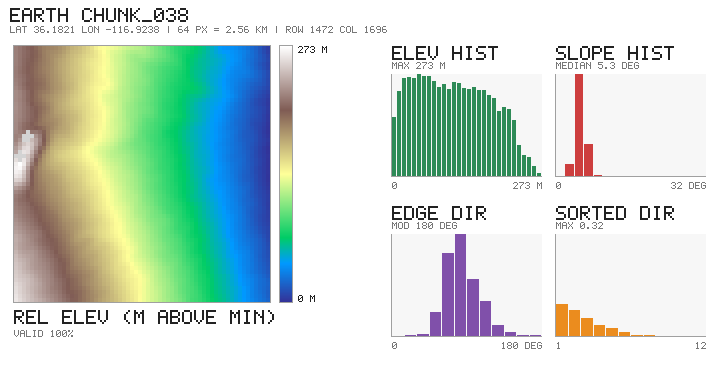 EARTH CHUNK_038
LAT 36.1821 LON -116.9238 | 64 PX = 2.56 KM | ROW 1472 COL 1696
273 M
0 M
REL ELEV (M ABOVE MIN)
VALID 100%
ELEV HIST
MAX 273 M
0 273 M
SLOPE HIST
MEDIAN 5.3 DEG
0 32 DEG
EDGE DIR
MOD 180 DEG
0 180 DEG
SORTED DIR
MAX 0.32
1 12